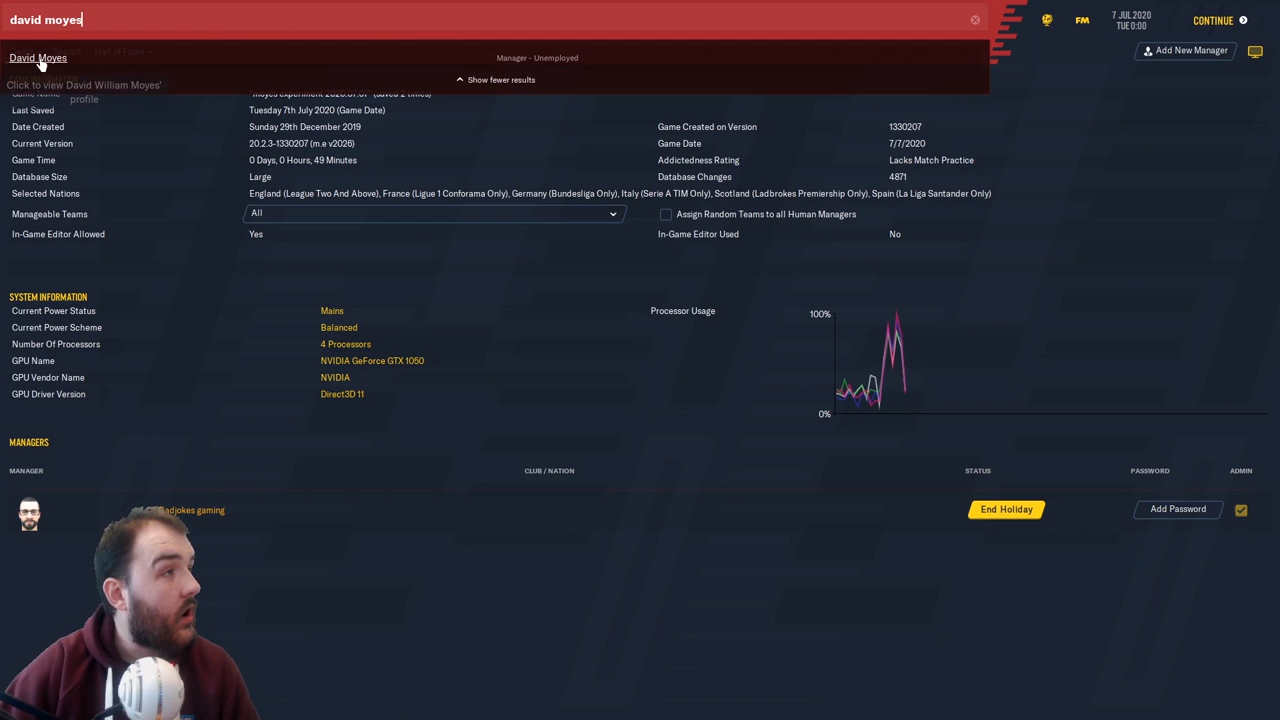 david moyes
7 JUL 2020
TUE 0:00
FM
CONTINUE
David Moyes Manager - Unemployed
Add New Manager
Show fewer results
Click to view David William Moyes'
profile
Last Saved Tuesday 7th July 2020 (Game Date)
Date Created Sunday 29th December 2019 Game Created on Version 1330207
Current Version 20.2.3-1330207 (m.e v2026) Game Date 7/7/2020
Game Time 0 Days, 0 Hours, 49 Minutes Addictedness Rating Lacks Match Practice
Database Size Large Database Changes 4871
Selected Nations England (League Two And Above), France (Ligue 1 Conforama Only), Germany (Bundesliga Only), Italy (Serie A TIM Only), Scotland (Ladbrokes Premiership Only), Spain (La Liga Santander Only)
Manageable Teams All Assign Random Teams to all Human Managers
In-Game Editor Allowed Yes In-Game Editor Used No
SYSTEM INFORMATION
Current Power Status Mains Processor Usage 100%
Current Power Scheme Balanced
Number Of Processors 4 Processors
GPU Name NVIDIA GeForce GTX 1050
GPU Vendor Name NVIDIA
GPU Driver Version Direct3D 11
0%
MANAGERS
MANAGER CLUB / NATION STATUS PASSWORD ADMIN
gaming End Holiday Add Password